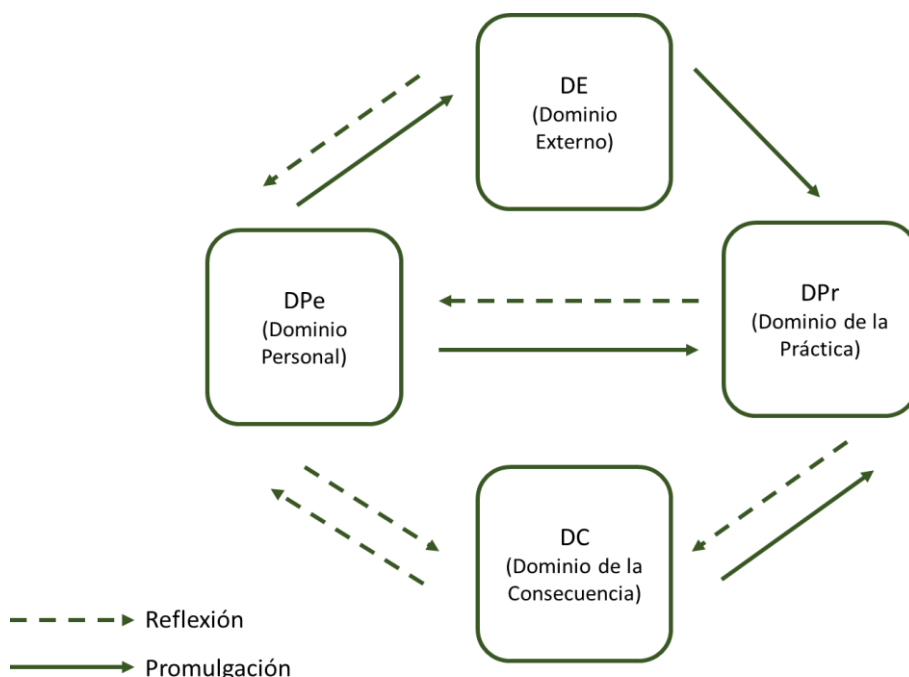 DE
(Dominio
Externo)
DPe
(Dominio
Personal)
DPr
(Dominio de la
Práctica)
DC
(Dominio de la
Consecuencia)
Reflexión
Promulgación